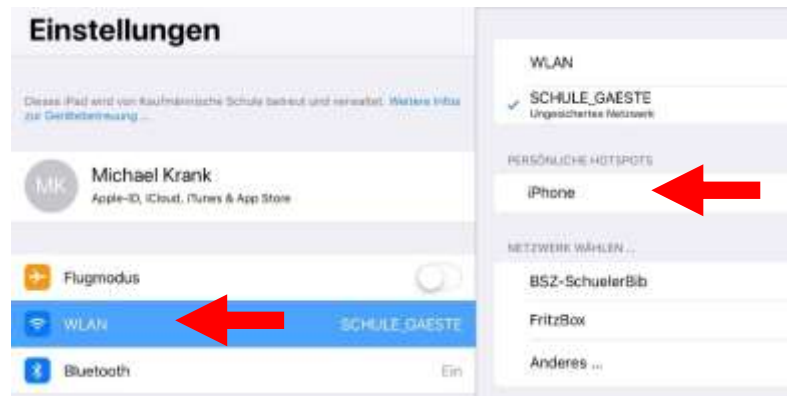 Einstellungen
Dieses iPad wird von Kaufmännische Schule betreut und verwaltet. Weitere Infos
zur Gerätebetreuung ...
MK
Michael Krank
Apple-ID, iCloud, iTunes & App Store
Flugmodus
WLAN SCHULE_GAESTE
Bluetooth Ein
WLAN
SCHULE_GAESTE
Ungesichertes Netzwerk
PERSÖNLICHE HOTSPOTS
iPhone
NETZWERK WÄHLEN ...
BSZ-SchuelerBib
FritzBox
Anderes ...